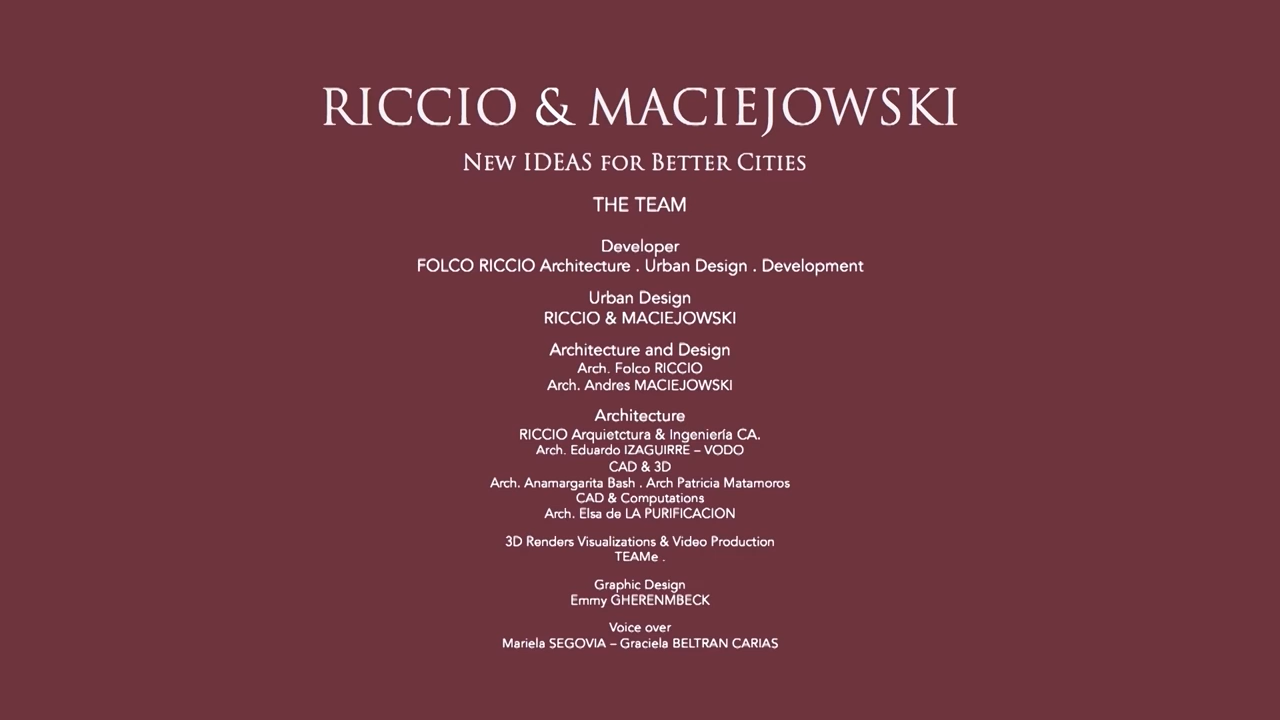 RICCIO & MACIEJOWSKI
NEW IDEAS FOR BETTER CITIES
THE TEAM
Developer
FOLCO RICCIO Architecture . Urban Design . Development
Urban Design
RICCIO & MACIEJOWSKI
Architecture and Design
Arch. Folco RICCIO
Arch. Andres MACIEJOWSKI
Architecture
RICCIO Arquietctura & Ingeniería CA.
Arch. Eduardo IZAGUIRRE – VODO
CAD & 3D
Arch. Anamargarita Bash . Arch Patricia Matamoros
CAD & Computations
Arch. Elsa de LA PURIFICACION
3D Renders Visualizations & Video Production
TEAMe .
Graphic Design
Emmy GHERENMBECK
Voice over
Mariela SEGOVIA – Graciela BELTRAN CARIAS